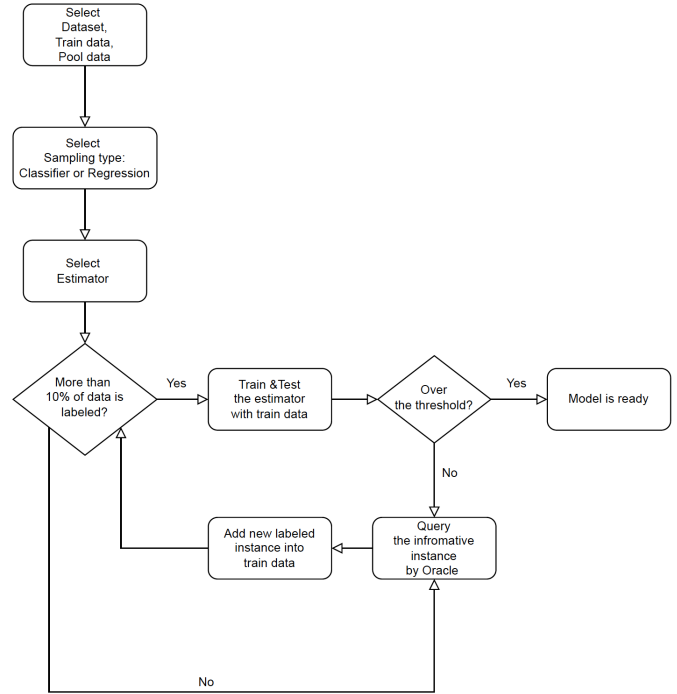 Select
Dataset,
Train data,
Pool data
Select
Sampling type:
Classifier or Regression
Select
Estimator
More than
10% of data is
labeled?
Yes
Train &Test
the estimator
with train data
Over
the threshold?
Yes
Model is ready
No
Query
the infromative
instance
by Oracle
Add new labeled
instance into
train data
No